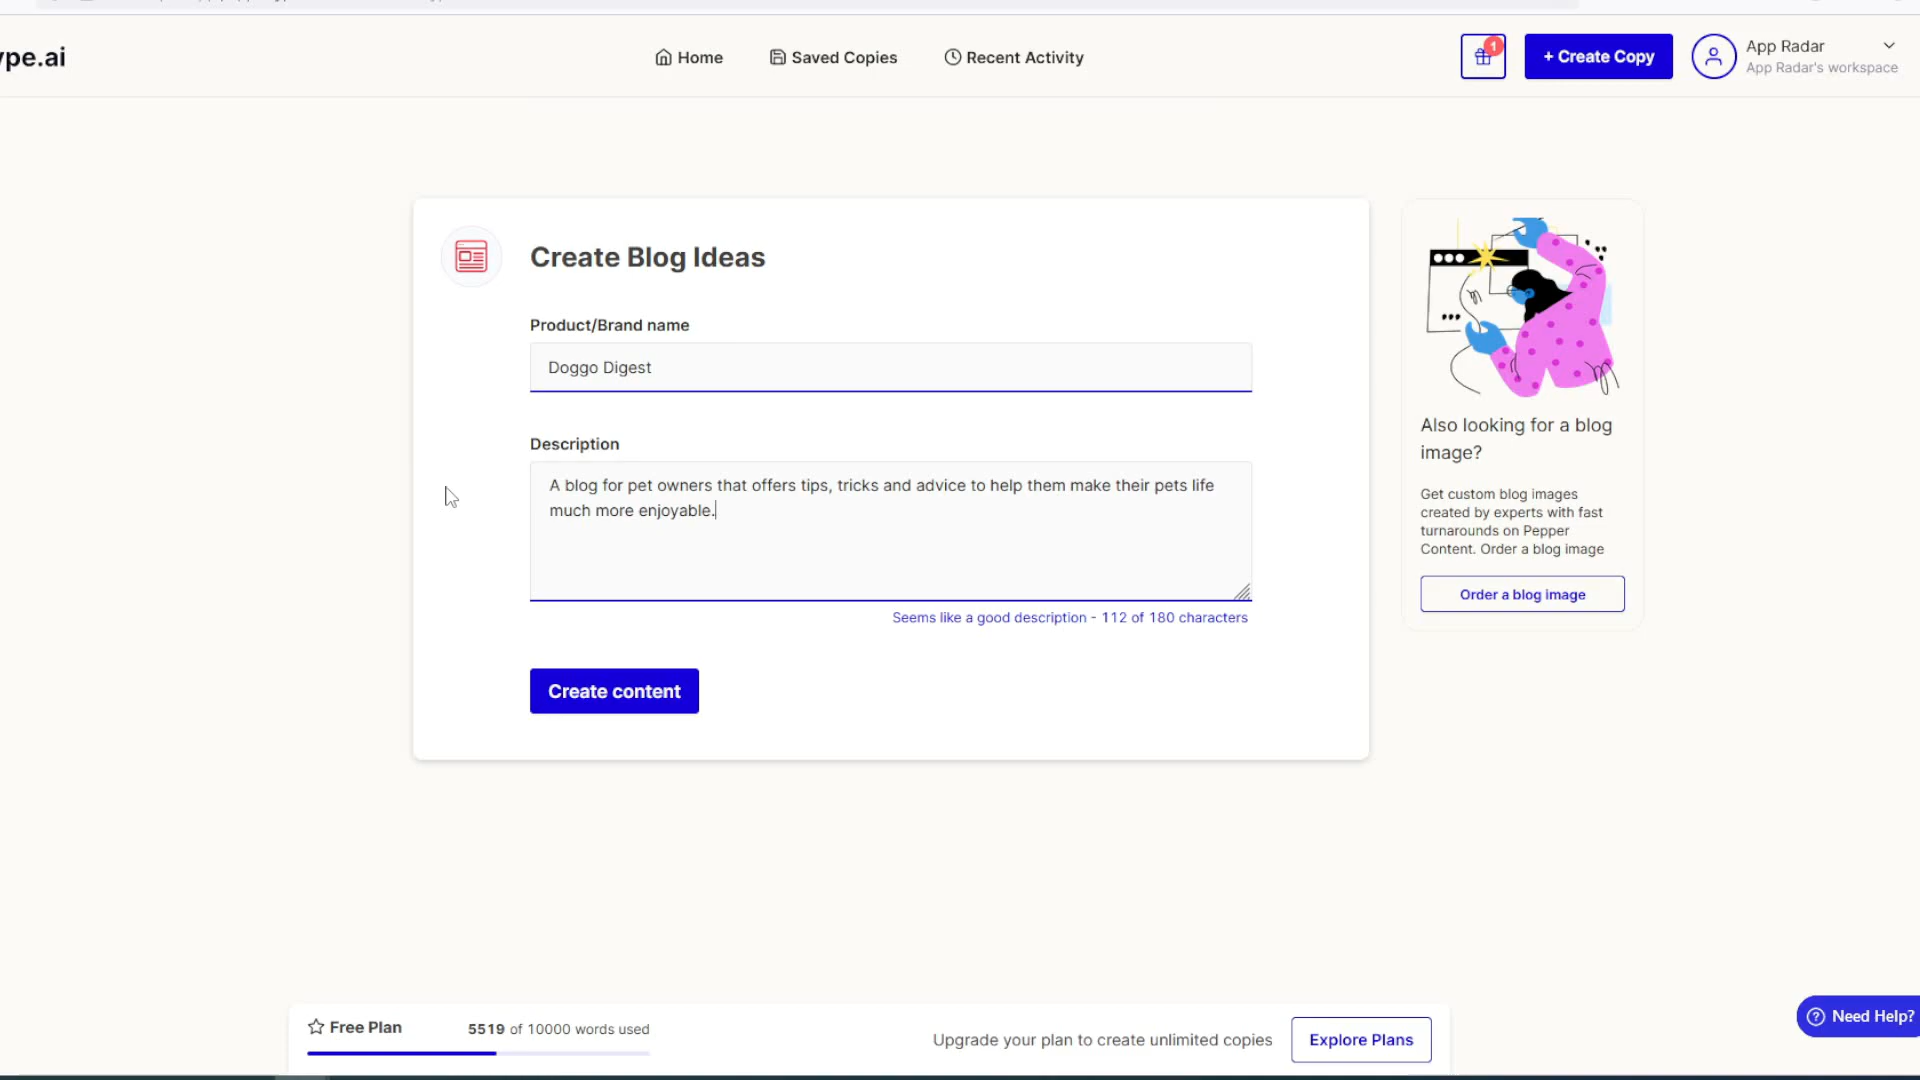 ype.ai
Home
Saved Copies
Recent Activity
1
+ Create Copy
App Radar
App Radar's workspace
Create Blog Ideas
Product/Brand name
Doggo Digest
Description
A blog for pet owners that offers tips, tricks and advice to help them make their pets life
much more enjoyable.
Seems like a good description - 112 of 180 characters
Create content
Also looking for a blog
image?
Get custom blog images
created by experts with fast
turnarounds on Pepper
Content. Order a blog image
Order a blog image
Free Plan
5519 of 10000 words used
Upgrade your plan to create unlimited copies
Explore Plans
Need Help?